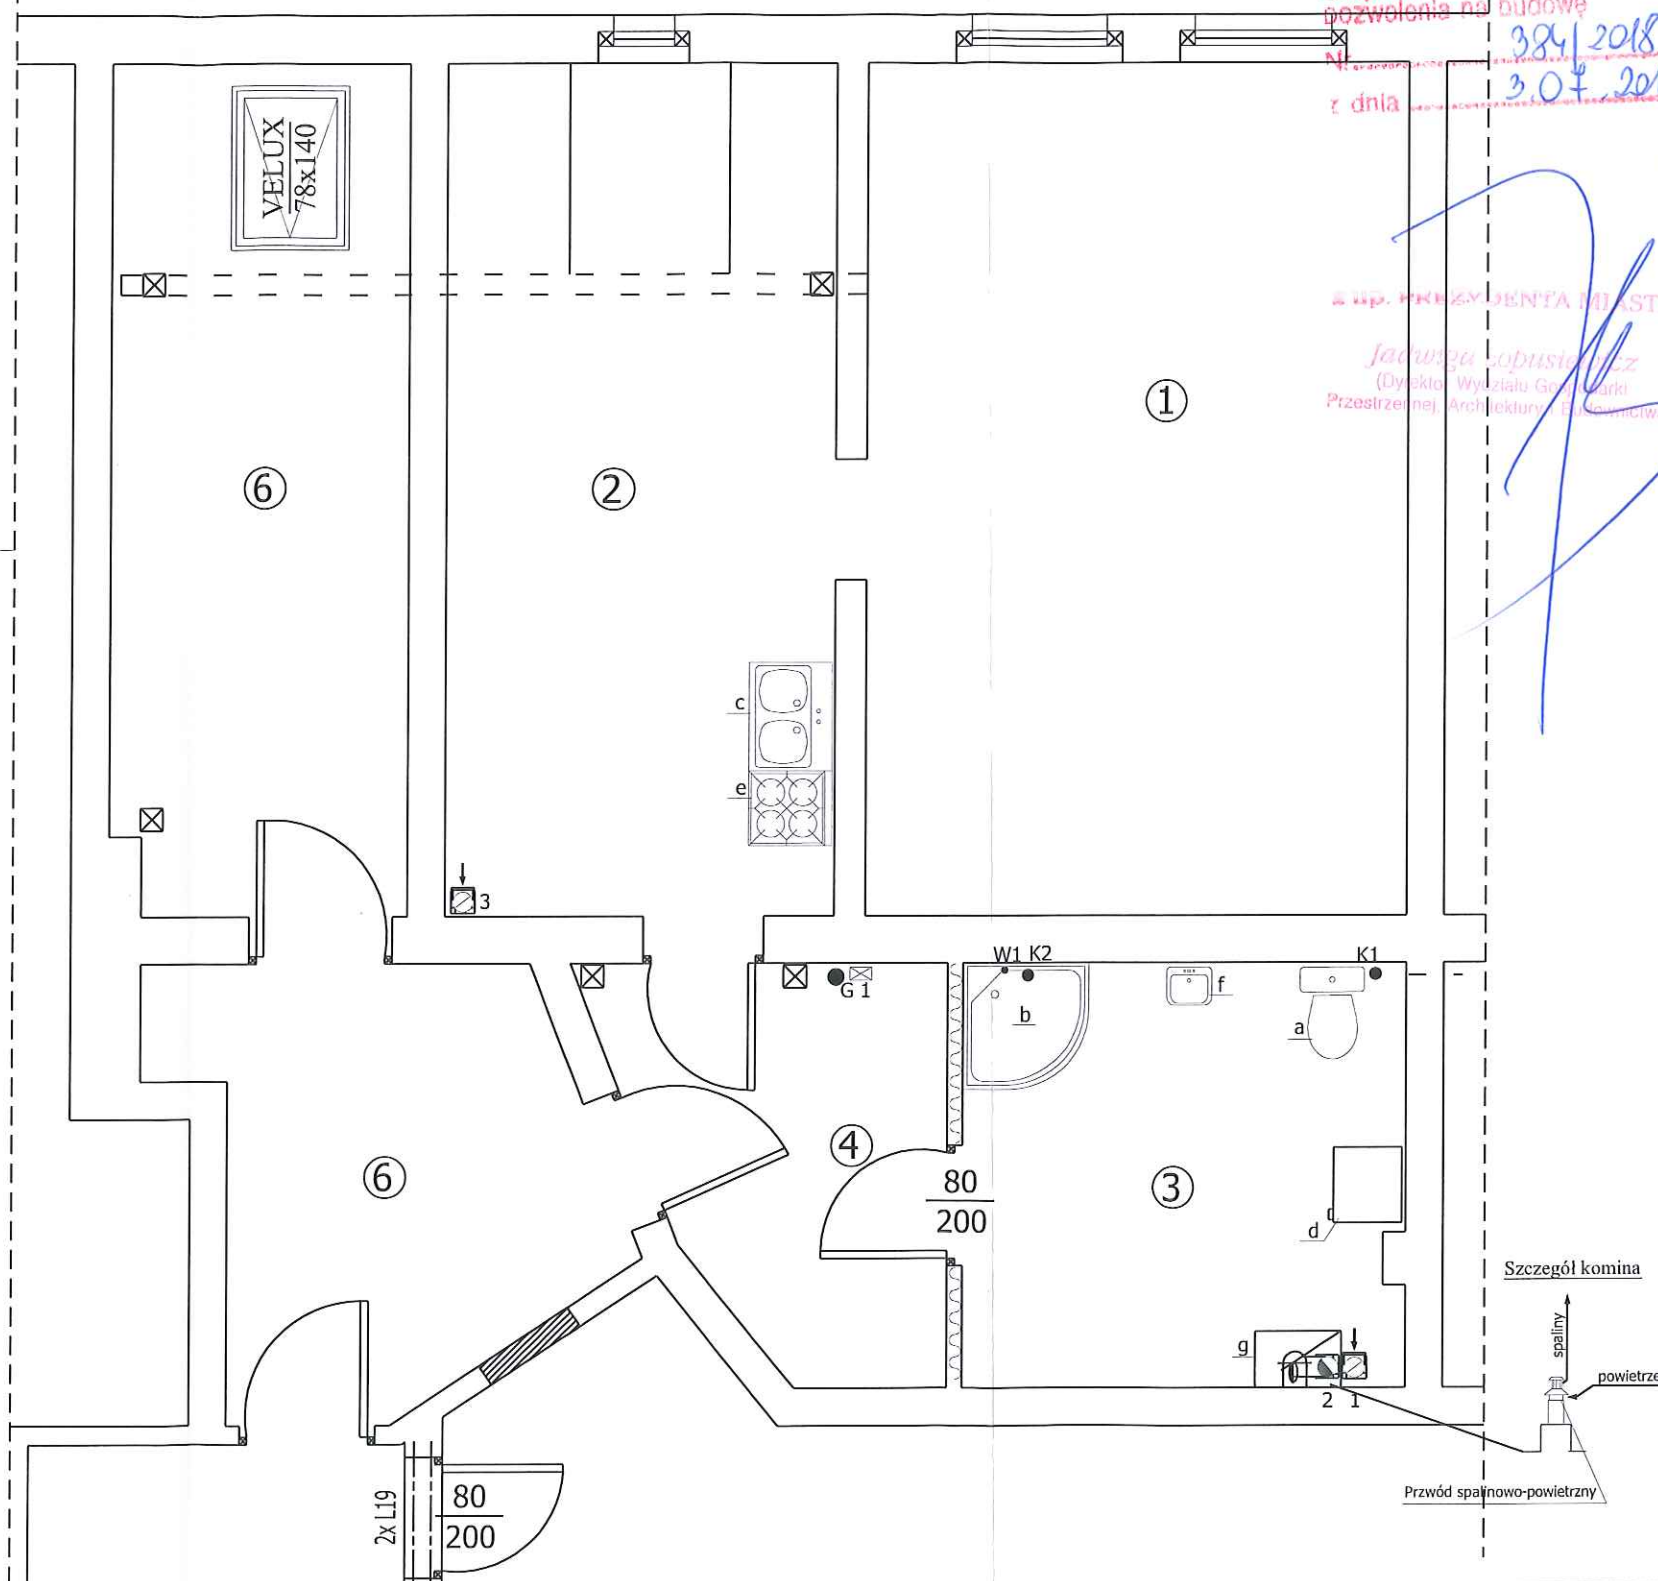 pozwolenia na budowę
Nr 384/2018
z dnia 3.07.201
VELUX
78x140
z up. PREZYDENTA MIAST
Jadwiga
(Dyrektor Wydziału Gospodarki
Przestrzennej, Architektury i Budownictw
1
6
2
c
e
3
W1 K2
K1
G 1
f
b
a
4
6
80
200
3
d
Szczegół komina
spaliny
g
powietrze
2 1
Przwód spalinowo-powietrzny
2x L19
80
200